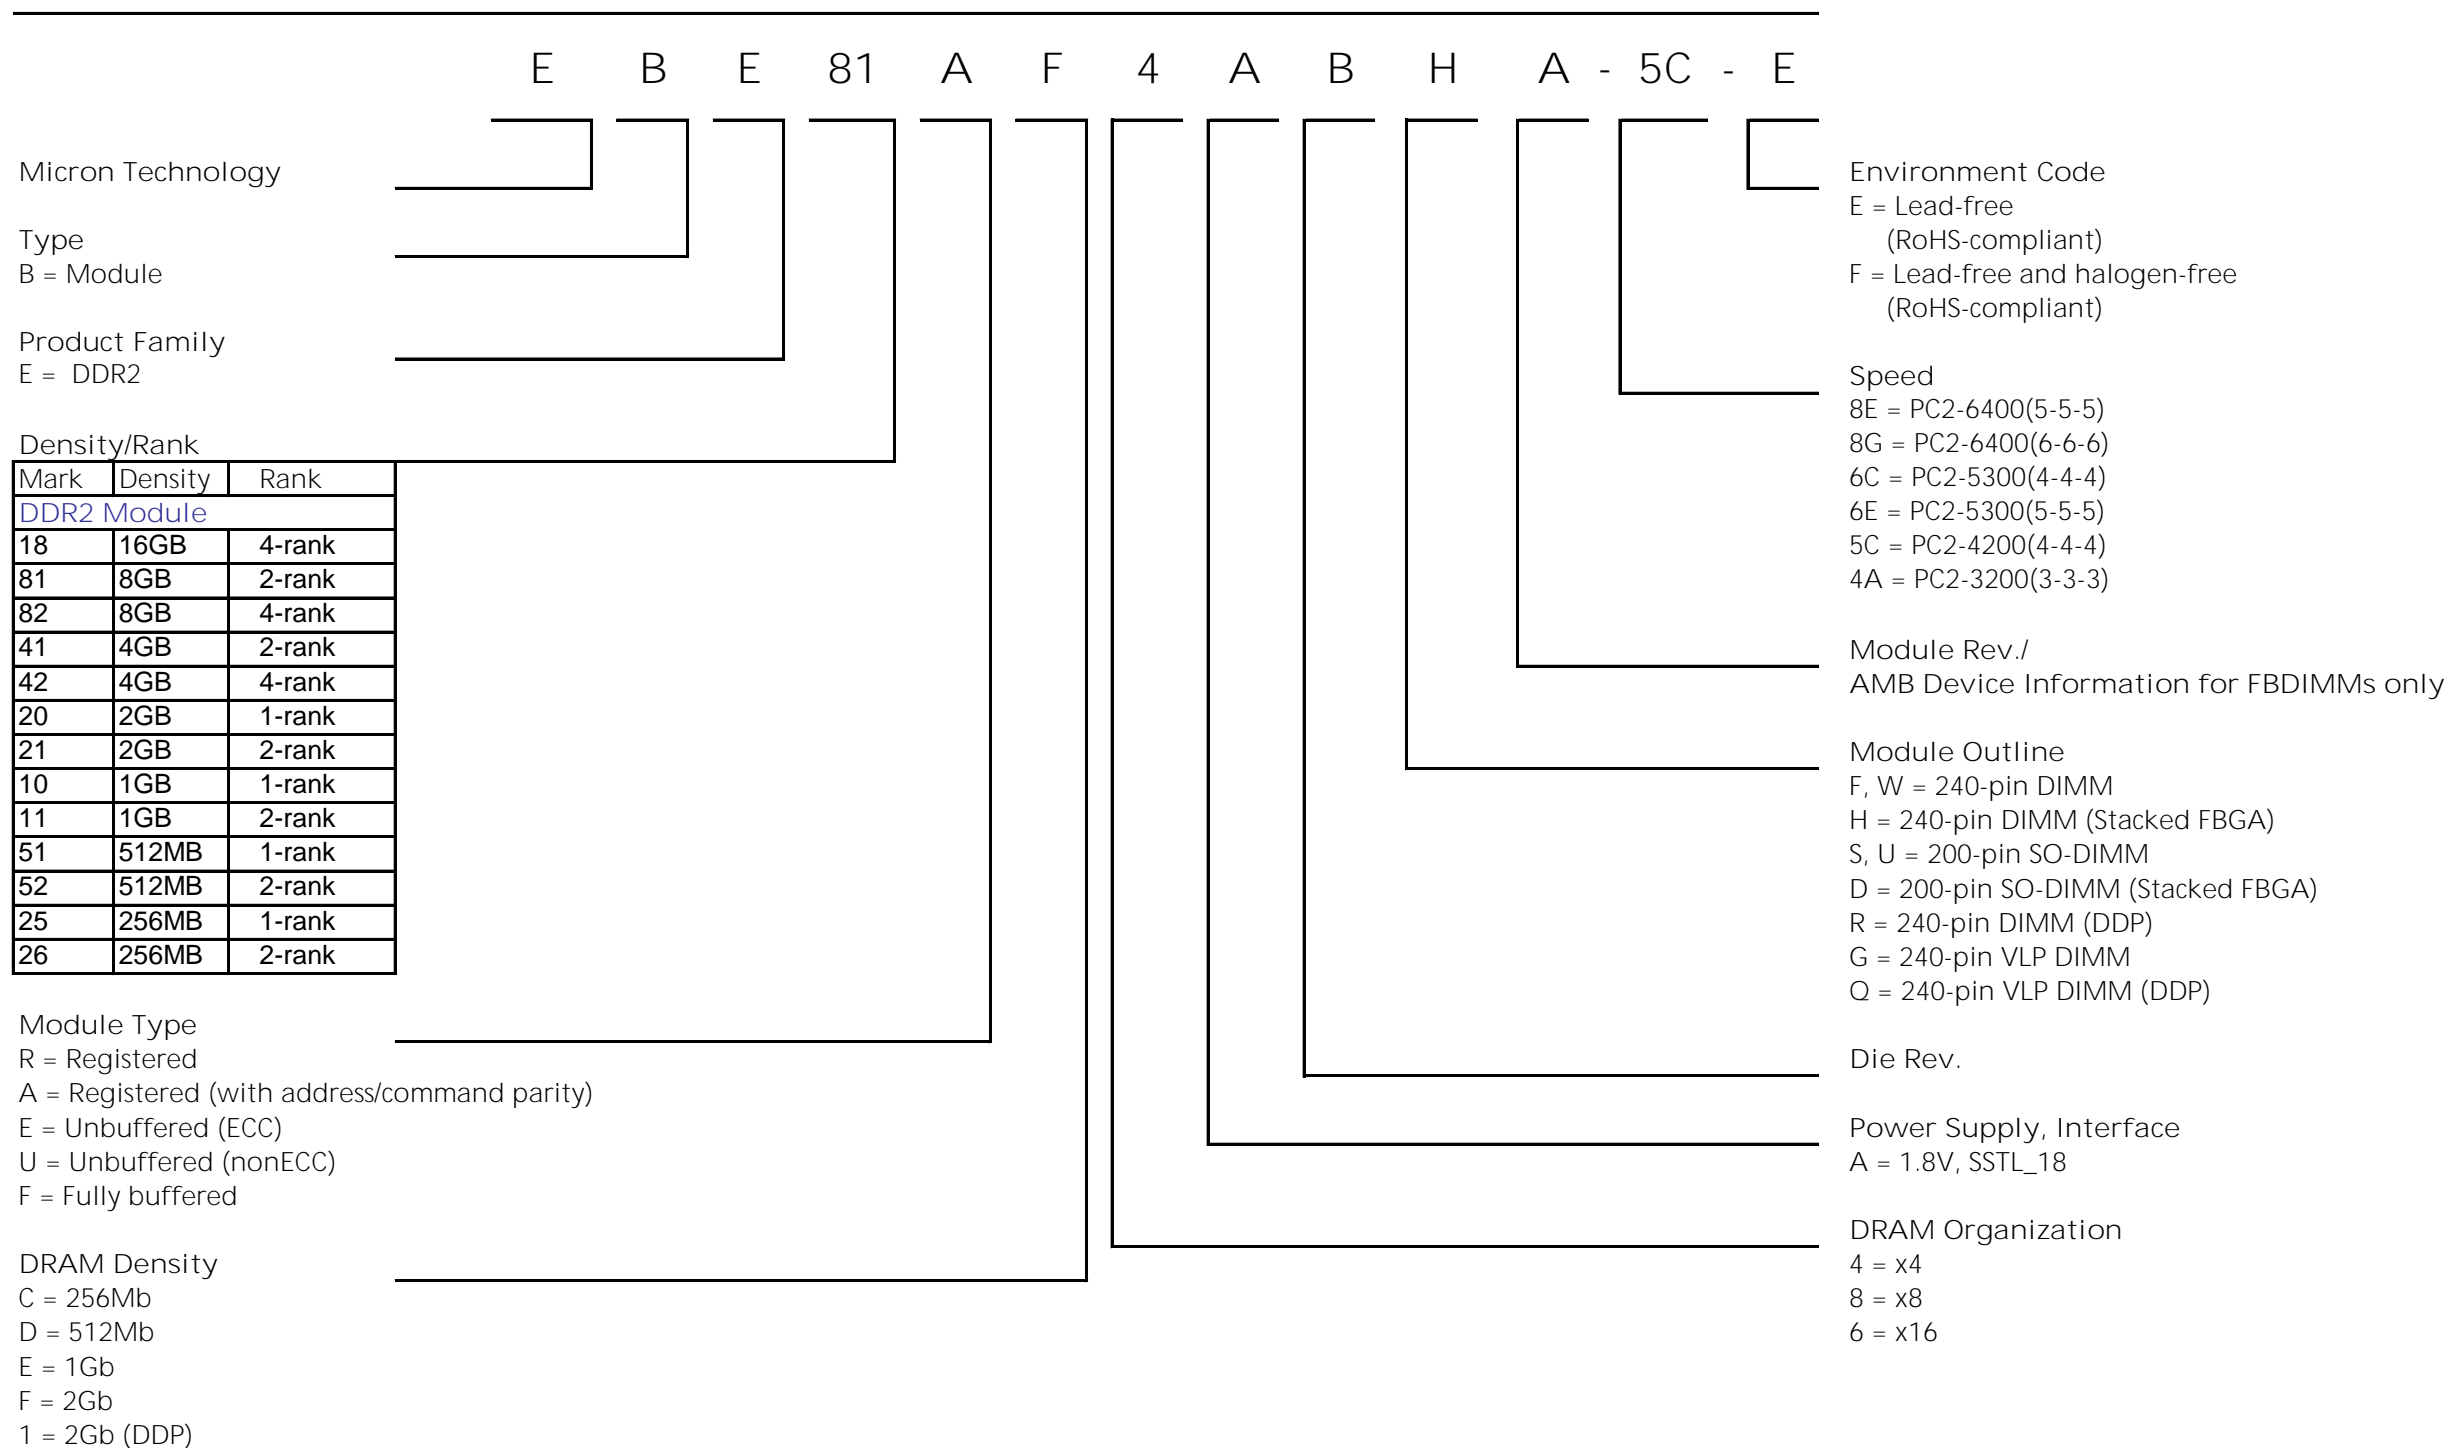 E B E 81 A F 4 A B H A - 5C - E
Micron Technology
Type
B = Module
Product Family
E = DDR2
Density/Rank
Mark Density Rank
DDR2 Module
18 16GB 4-rank
81 8GB 2-rank
82 8GB 4-rank
41 4GB 2-rank
42 4GB 4-rank
20 2GB 1-rank
21 2GB 2-rank
10 1GB 1-rank
11 1GB 2-rank
51 512MB 1-rank
52 512MB 2-rank
25 256MB 1-rank
26 256MB 2-rank
Module Type
R = Registered
A = Registered (with address/command parity)
E = Unbuffered (ECC)
U = Unbuffered (nonECC)
F = Fully buffered
DRAM Density
C = 256Mb
D = 512Mb
E = 1Gb
F = 2Gb
1 = 2Gb (DDP)
Environment Code
E = Lead-free
(RoHS-compliant)
F = Lead-free and halogen-free
(RoHS-compliant)
Speed
8E = PC2-6400(5-5-5)
8G = PC2-6400(6-6-6)
6C = PC2-5300(4-4-4)
6E = PC2-5300(5-5-5)
5C = PC2-4200(4-4-4)
4A = PC2-3200(3-3-3)
Module Rev./
AMB Device Information for FBDIMMs only
Module Outline
F, W = 240-pin DIMM
H = 240-pin DIMM (Stacked FBGA)
S, U = 200-pin SO-DIMM
D = 200-pin SO-DIMM (Stacked FBGA)
R = 240-pin DIMM (DDP)
G = 240-pin VLP DIMM
Q = 240-pin VLP DIMM (DDP)
Die Rev.
Power Supply, Interface
A = 1.8V, SSTL_18
DRAM Organization
4 = x4
8 = x8
6 = x16